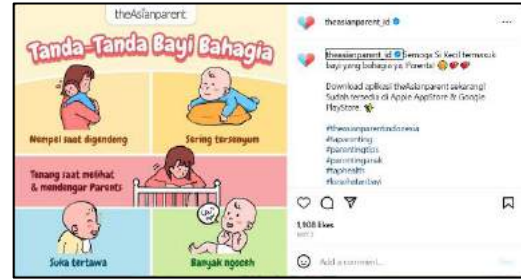 theAsianparent
Tanda-Tanda Bayi Bahagia
Nempel saat digendong
Sering tersenyum
Tenang saat melihat
& mendengar Parents
Suka tertawa
Banyak ngoceh
theasianparent_id
theasianparent_id Semoga Si Kecil termasuk
bayi yang bahagia ya, Parents!
Download aplikasi theAsianparent sekarang!
Sudah tersedia di Apple AppStore & Google
PlayStore.
#theasianparentindonesia
#taparenting
#parentingtips
#parentinganak
#taphealth
#kesehatanbayi
1,908 likes
Add a comment...